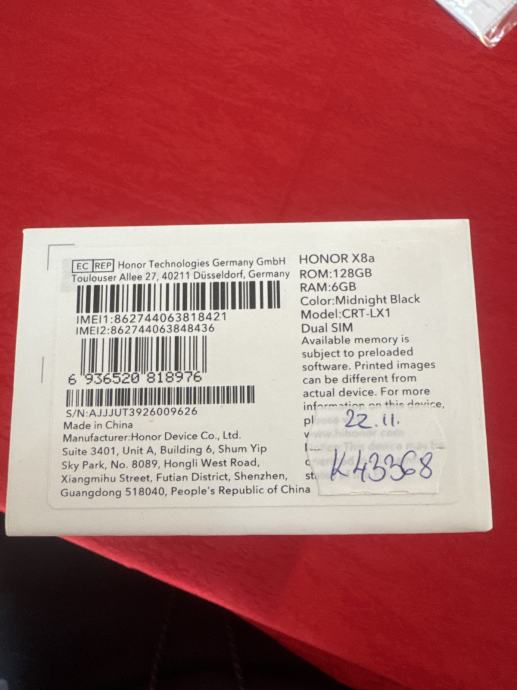 EC REP Honor Technologies Germany GmbH
Toulouser Allee 27, 40211 Düsseldorf, Germany
IMEI1:862744063818421
IMEI2:862744063848436
6 936520 818976
S/N:AJJJUT3926009626
Made in China
Manufacturer:Honor Device Co., Ltd.
Suite 3401, Unit A, Building 6, Shum Yip
Sky Park, No. 8089, Hongli West Road,
Xiangmihu Street, Futian District, Shenzhen,
Guangdong 518040, People's Republic of China
HONOR X8a
ROM:128GB
RAM:6GB
Color:Midnight Black
Model:CRT-LX1
Dual SIM
Available memory is
subject to preloaded
software. Printed images
can be different from
actual device. For more
information on this device,
22.11.
K43368